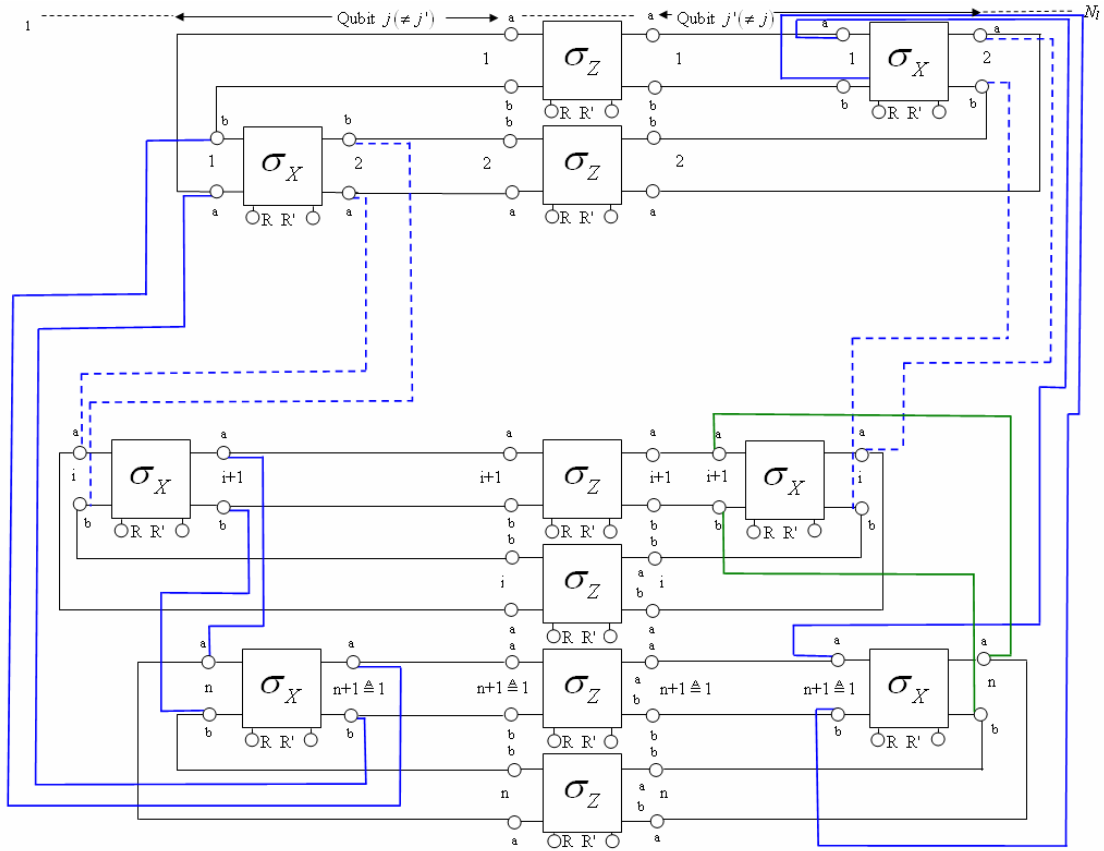 1 Qubit j(≠ j') a a Qubit j'(≠ j) N_l
a a
1 σ_Z 1 1 σ_X 2
b b b b
b b R R' R R'
b b b b
1 σ_X 2 2 σ_Z 2
a a a a
R R' R R'
a a a a a a
i σ_X i+1 i+1 σ_Z i+1 i+1 σ_X i
b b b b b b
R R' R R' R R'
b b
i σ_Z a i
b
a a
R R'
a a a a a a
n σ_X n+1≜1 n+1≜1 σ_Z a n+1≜1 n+1≜1 σ_X n
b
b b b b b b
R R' R R' R R'
b b
n σ_Z a n
b
a a
R R'